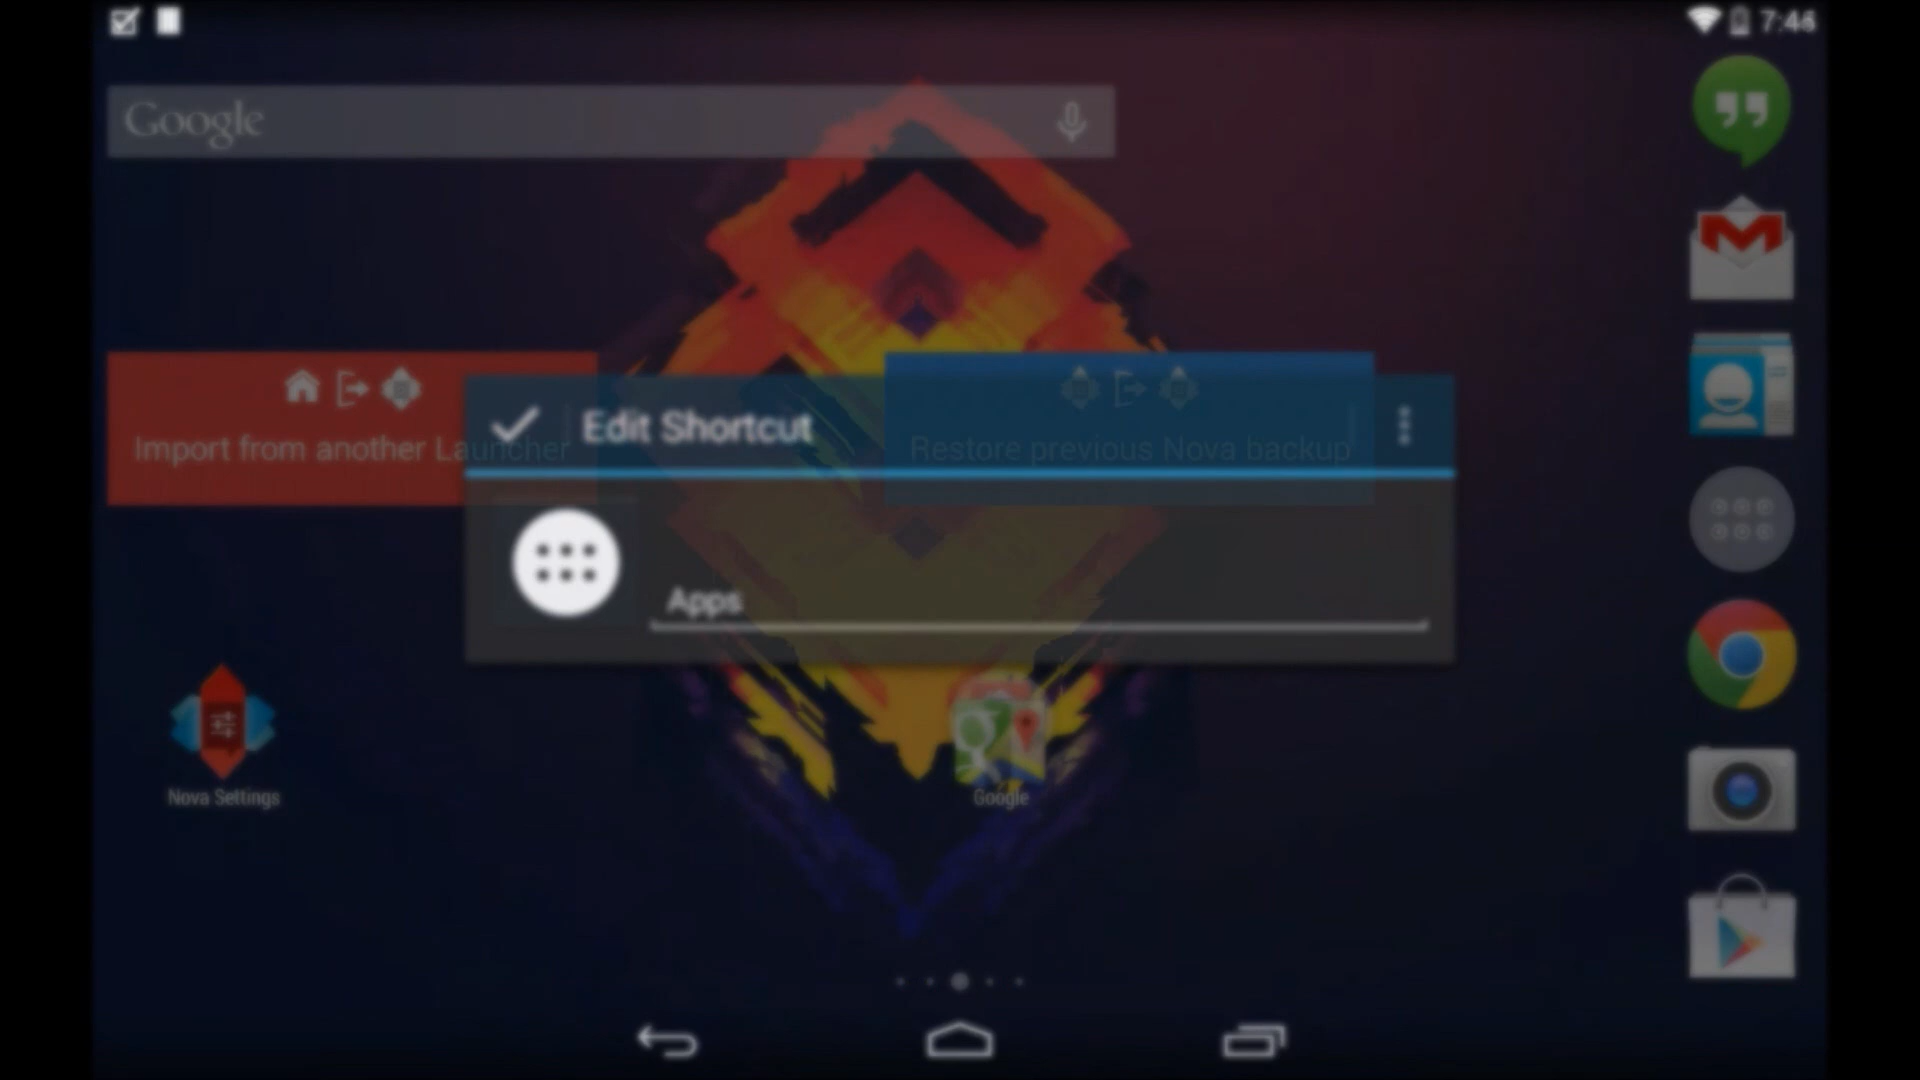 7:46
Google
Import from another Launcher
Edit Shortcut
Restore previous Nova backup
Apps
Nova Settings
Google